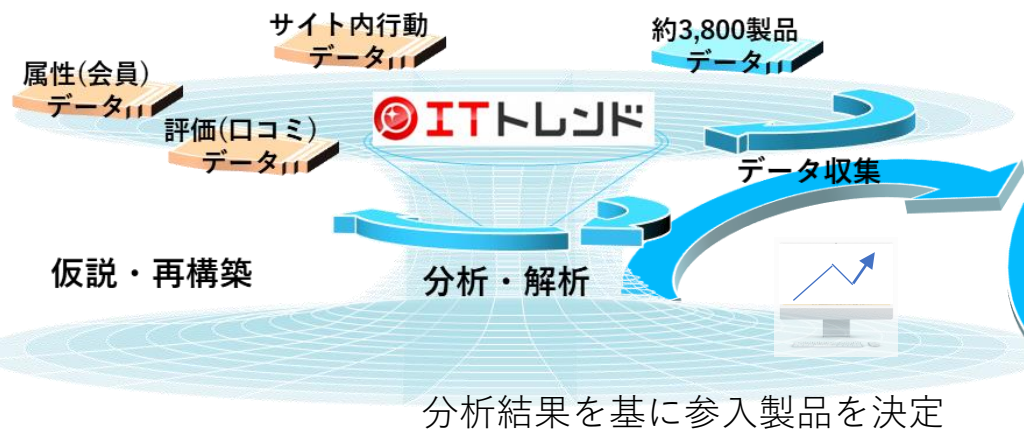 サイト内行動
データ
約3,800製品
データ
属性(会員)
データ
評価(口コミ)
データ
ITトレンド
データ収集
仮説・再構築
分析・解析
分析結果を基に参入製品を決定